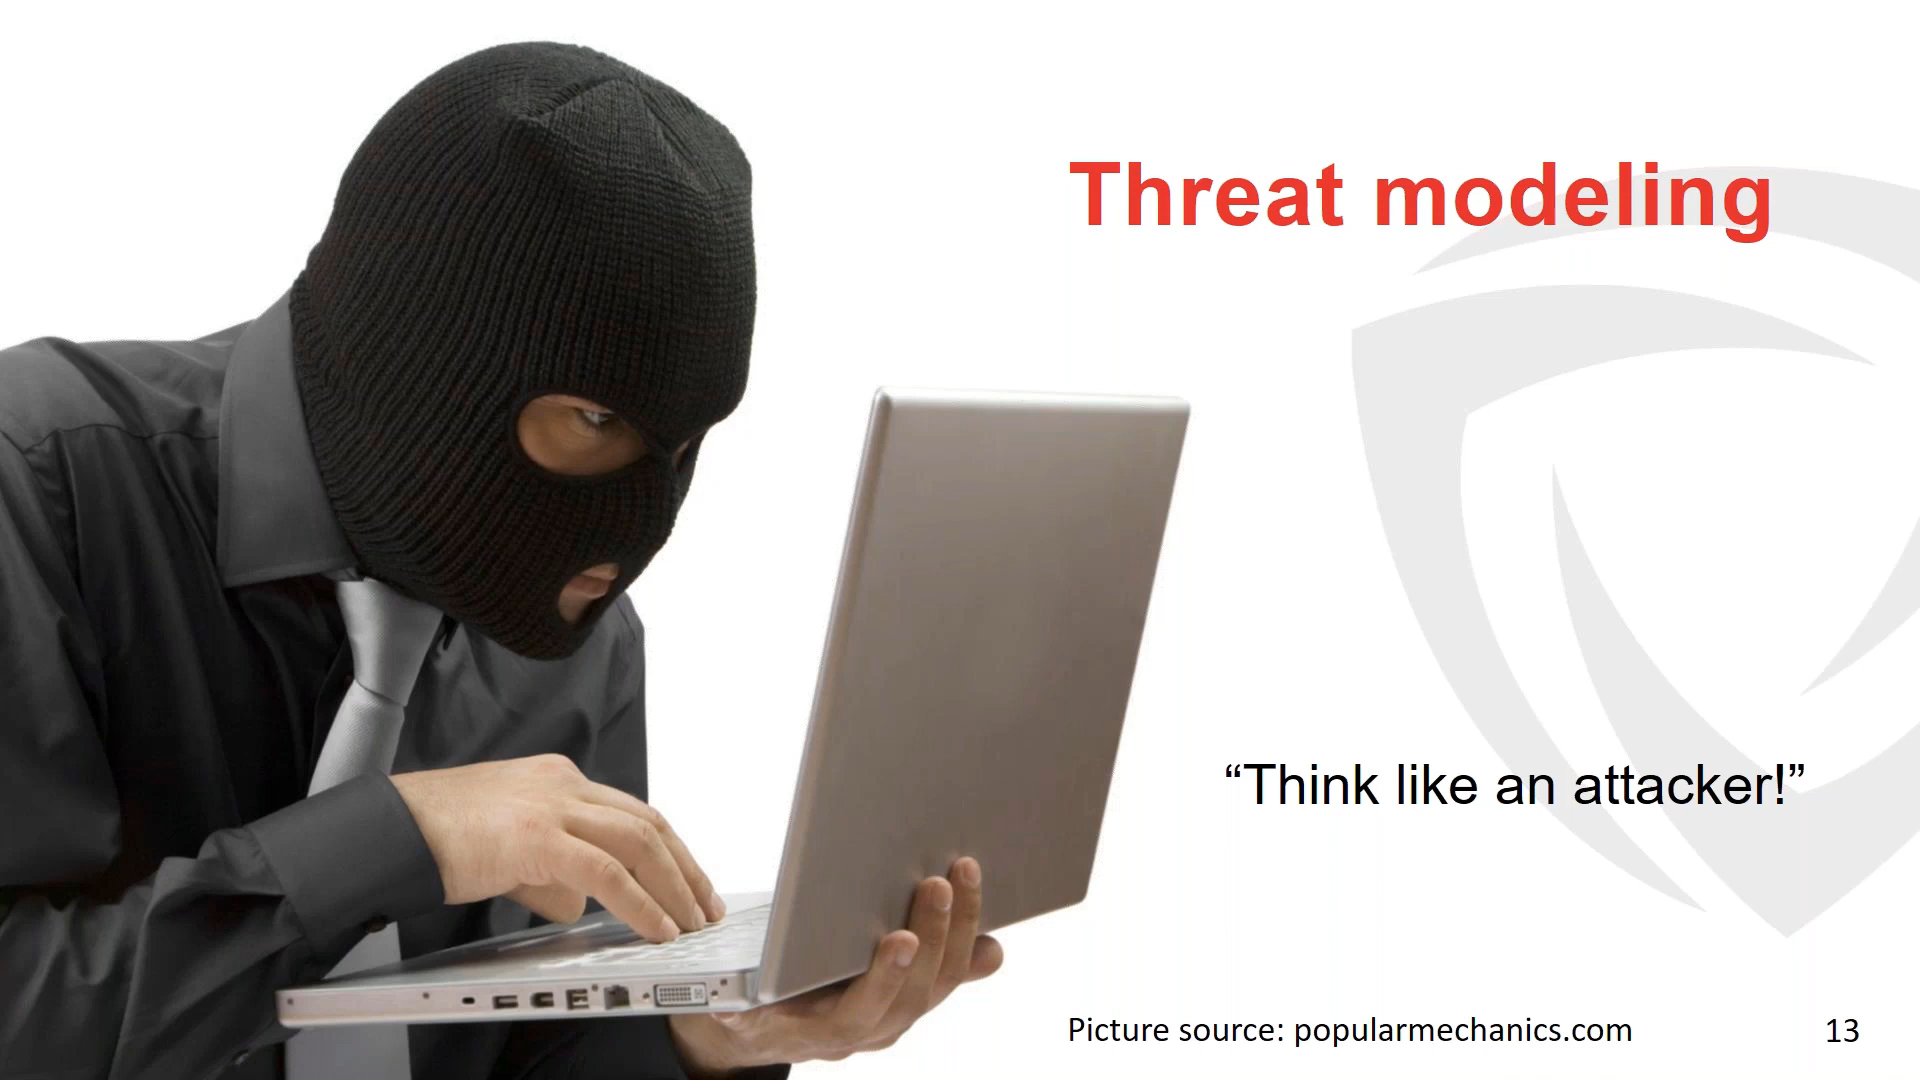 Threat modeling
“Think like an attacker!”
Picture source: popularmechanics.com
13